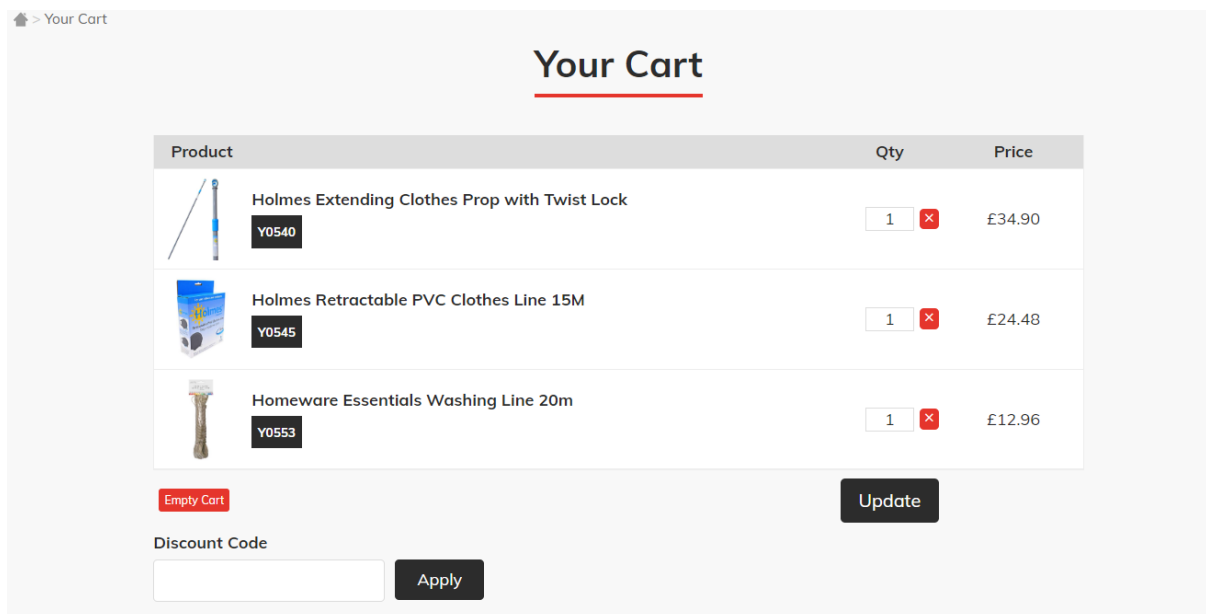 > Your Cart
Your Cart
Product Qty Price
Holmes Extending Clothes Prop with Twist Lock
Y0540
1 × £34.90
Holmes Retractable PVC Clothes Line 15M
Y0545
1 × £24.48
Holmes
Homeware Essentials Washing Line 20m
Y0553
1 × £12.96
Empty Cart
Update
Discount Code
Apply